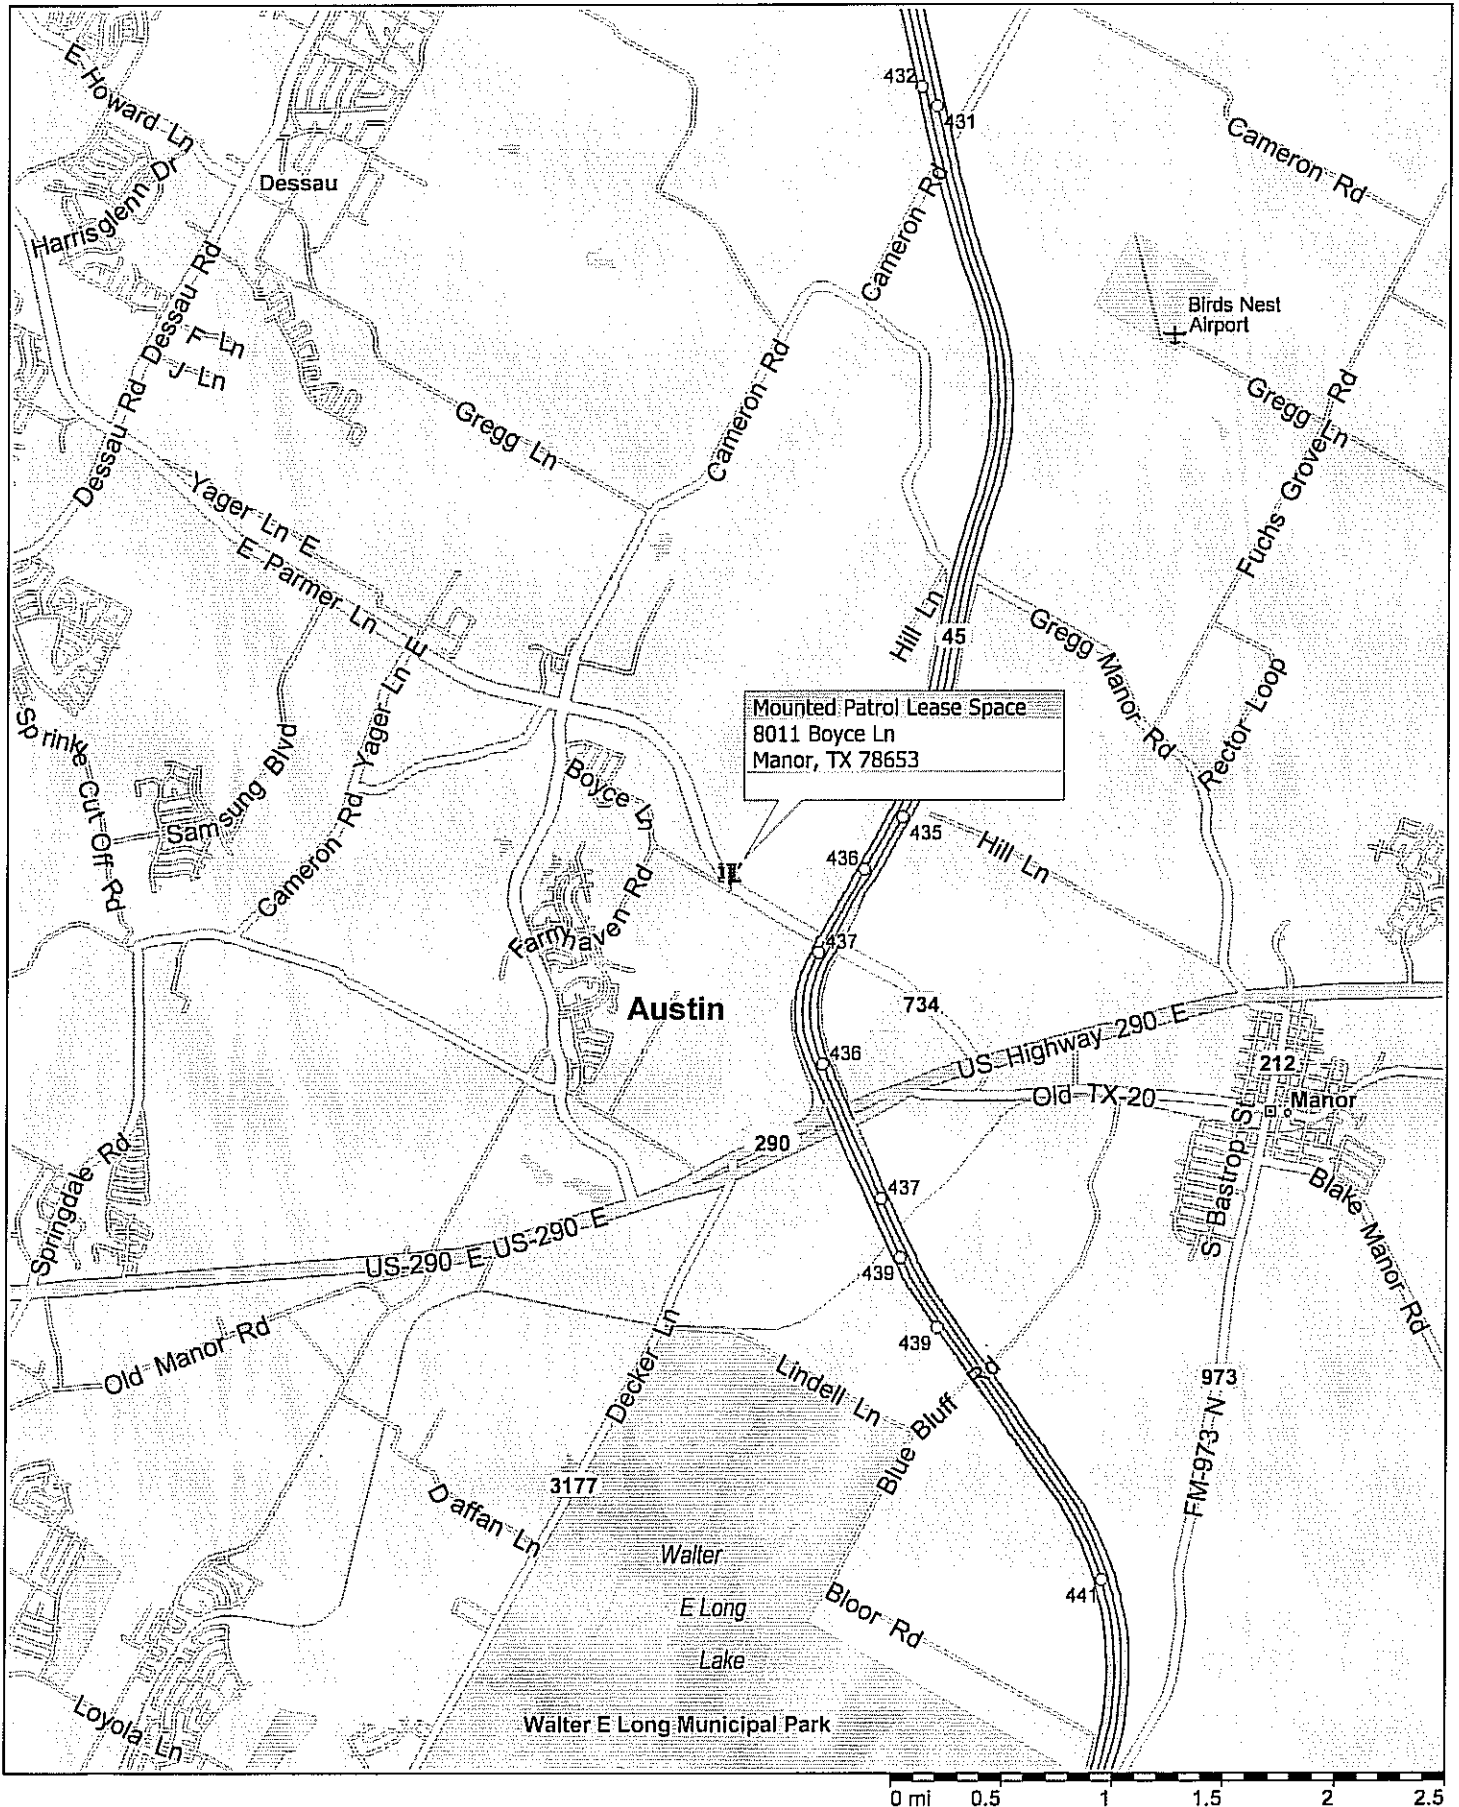 432
431
E Howard Ln
Cameron Rd
Harrisglenn Dr
Dessau
Cameron Rd
Dessau Rd
Birds Nest
Airport
F Ln
J Ln
Dessau Rd
Cameron Rd
Gregg Ln
Gregg Ln
Fuchs Grove Rd
Yager Ln E
E Parmer Ln
Hill Ln
45
Gregg Manor Rd
Rector Loop
Yager Ln E
Sprinkle Cut Off Rd
Samsung Blvd
Mounted Patrol Lease Space
8011 Boyce Ln
Manor, TX 78653
Boyce Ln
435
Hill Ln
436
Cameron Rd
Farmhaven Rd
437
Austin
734
US Highway 290 E
436
212
Old TX-20
Manor
290
Springdale Rd
S Bastrop St
Blake Manor Rd
437
US-290 E
US-290 E
439
439
Old Manor Rd
Decker Ln
Lindell Ln
Blue Bluff Rd
973
FM-973 N
3177
Daffan Ln
Walter
E Long
Lake
441
Bloor Rd
Loyola Ln
Walter E Long Municipal Park
0 mi 0.5 1 1.5 2 2.5